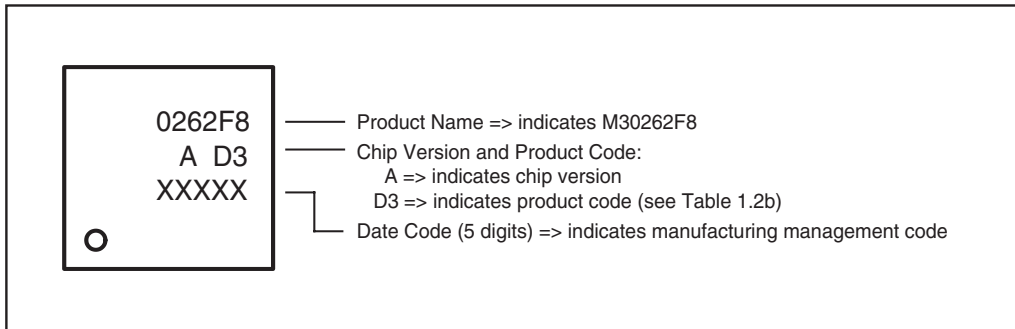 0262F8
A D3
XXXXX
Product Name => indicates M30262F8
Chip Version and Product Code:
A => indicates chip version
D3 => indicates product code (see Table 1.2b)
Date Code (5 digits) => indicates manufacturing management code